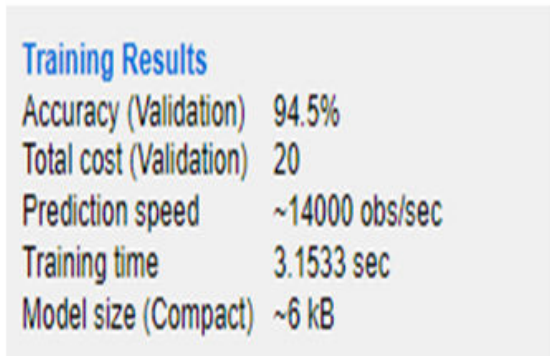 Training Results
Accuracy (Validation) 94.5%
Total cost (Validation) 20
Prediction speed ~14000 obs/sec
Training time 3.1533 sec
Model size (Compact) ~6 kB